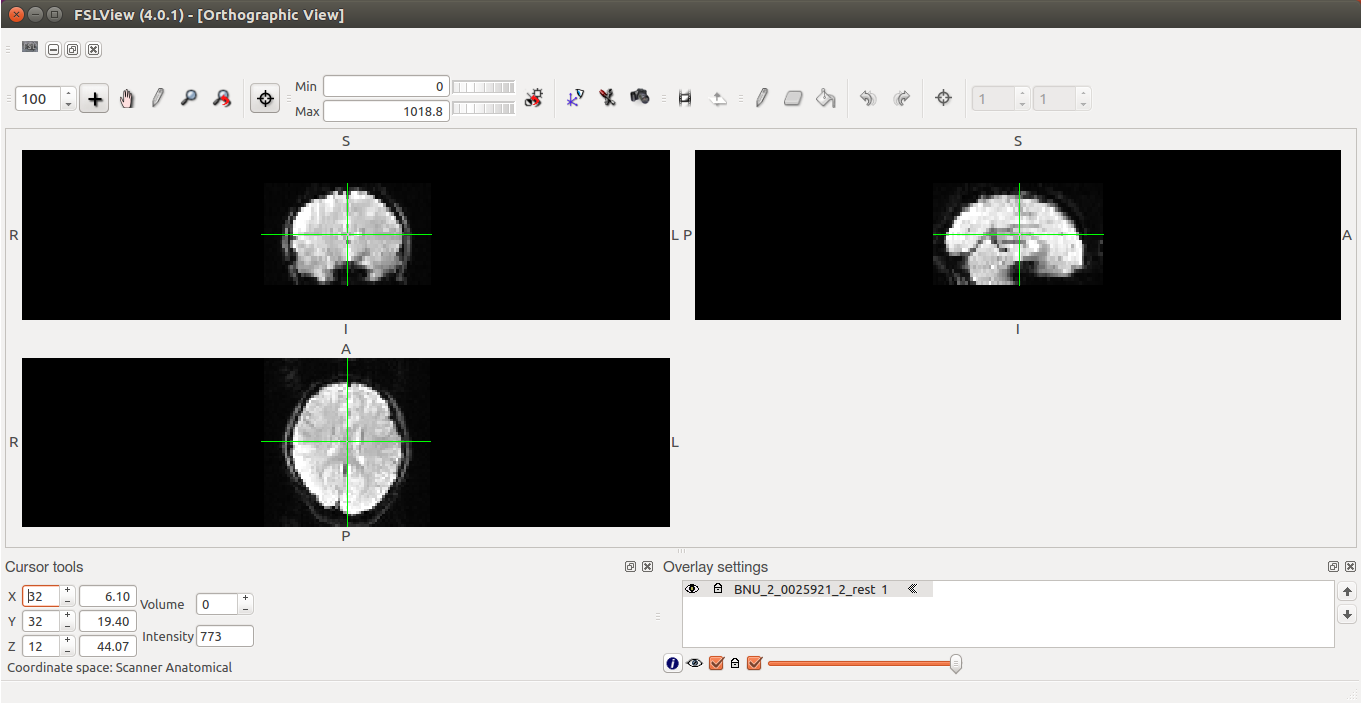 FSLView (4.0.1) - [Orthographic View]
FSL
100
Min 0
Max 1018.8
1 1
S S
R L P A
I I
A
R L
P
Cursor tools
X 32 6.10 Volume 0
Y 32 19.40
Z 12 44.07 Intensity 773
Coordinate space: Scanner Anatomical
Overlay settings
BNU_2_0025921_2_rest 1